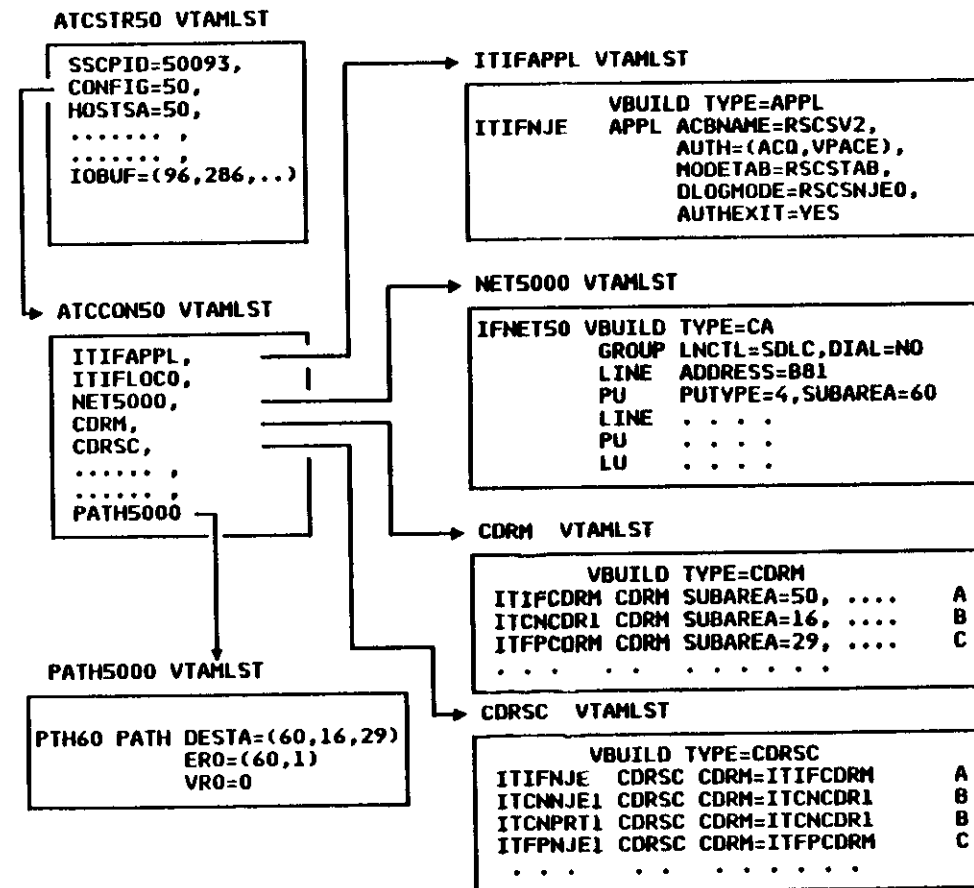 ATCSTR50 VTAMLST
SSCPID=50093,
CONFIG=50,
HOSTSA=50,
....... ,
....... ,
IOBUF=(96,286,..)
ATCCON50 VTAMLST
ITIFAPPL,
ITIFLOCO,
NET5000,
CDRM,
CDRSC,
...... ,
...... ,
PATH5000
PATH5000 VTAMLST
PTH60 PATH DESTA=(60,16,29)
ER0=(60,1)
VR0=0
ITIFAPPL VTAMLST
VBUILD TYPE=APPL
ITIFNJE APPL ACBNAME=RSCSV2,
AUTH=(ACQ,VPACE),
MODETAB=RSCSTAB,
DLOGMODE=RSCSNJE0,
AUTHEXIT=YES
NET5000 VTAMLST
IFNET50 VBUILD TYPE=CA
GROUP LNCTL=SDLC,DIAL=NO
LINE ADDRESS=B81
PU PUTYPE=4,SUBAREA=60
LINE . . . .
PU . . . .
LU . . . .
CDRM VTAMLST
VBUILD TYPE=CDRM
ITIFCDRM CDRM SUBAREA=50, .... A
ITCNCDR1 CDRM SUBAREA=16, .... B
ITFPCDRM CDRM SUBAREA=29, .... C
. . . . . . . . . . .
CDRSC VTAMLST
VBUILD TYPE=CDRSC
ITIFNJE CDRSC CDRM=ITIFCDRM A
ITCNNJE1 CDRSC CDRM=ITCNCDR1 B
ITCNPRT1 CDRSC CDRM=ITCNCDR1 B
ITFPNJE1 CDRSC CDRM=ITFPCDRM C
. . . . . . . . . . .